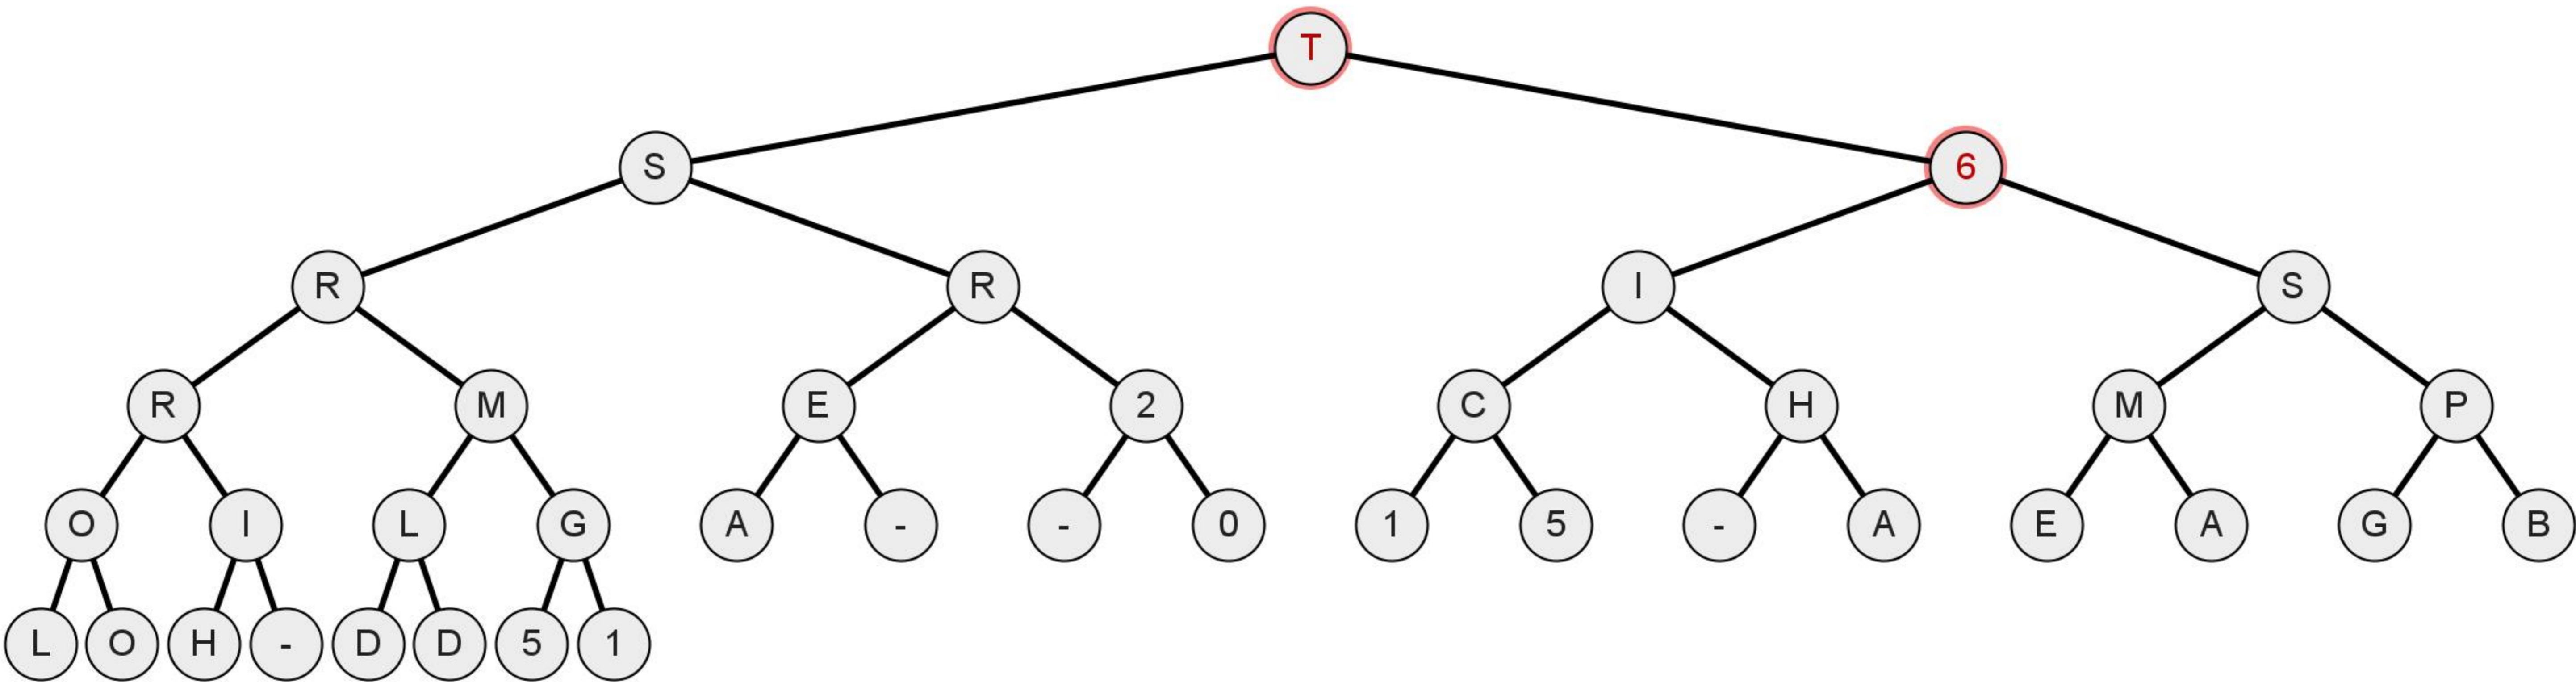 T
S 6
R R I S
R M E 2 C H M P
O I L G A - - 0 1 5 - A E A G B
L O H - D D 5 1